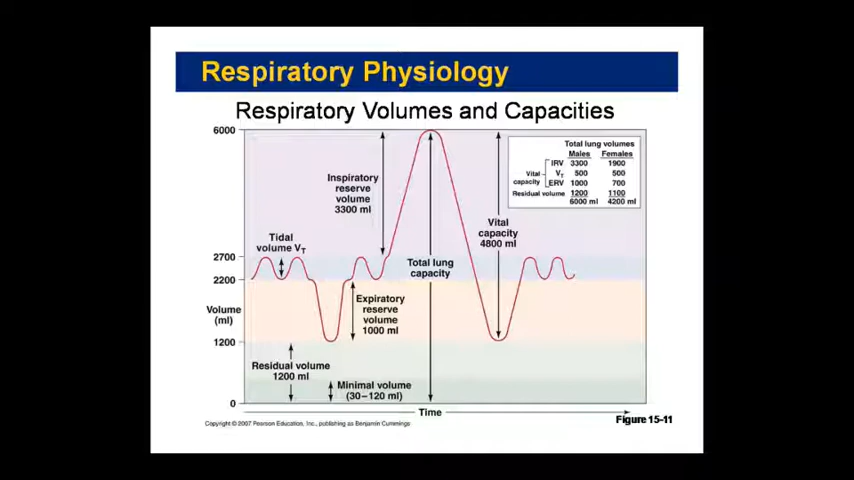 Respiratory Physiology
Respiratory Volumes and Capacities
6000
2700
2200
Volume
(ml)
1200
0
Tidal
volume VT
Inspiratory
reserve
volume
3300 ml
Expiratory
reserve
volume
1000 ml
Residual volume
1200 ml
Minimal volume
(30–120 ml)
Total lung
capacity
Vital
capacity
4800 ml
Total lung volumes
Males Females
IRV 3300 1900
Vital
capacity
VT 500 500
ERV 1000 700
Residual volume 1200 1100
6000 ml 4200 ml
Time
Copyright © 2007 Pearson Education, Inc., publishing as Benjamin Cummings
Figure 15-11